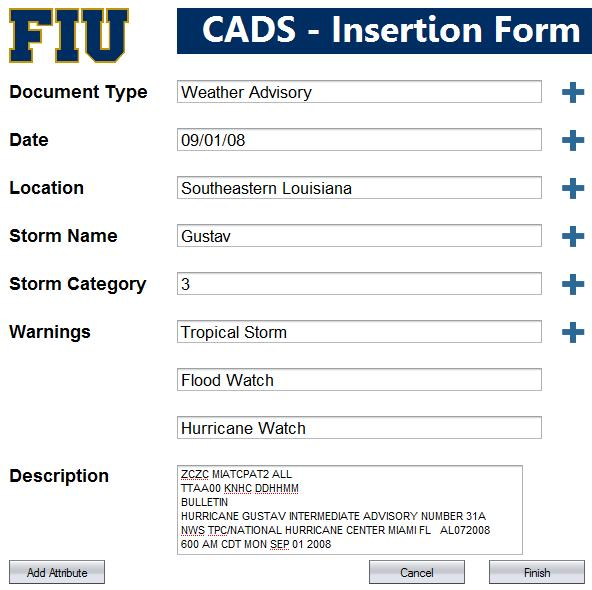 FIU
CADS - Insertion Form
Document Type Weather Advisory
Date 09/01/08
Location Southeastern Louisiana
Storm Name Gustav
Storm Category 3
Warnings Tropical Storm
Flood Watch
Hurricane Watch
Description
ZCZC MIATCPAT2 ALL
TTAA00 KNHC DDHHMM
BULLETIN
HURRICANE GUSTAV INTERMEDIATE ADVISORY NUMBER 31A
NWS TPC/NATIONAL HURRICANE CENTER MIAMI FL AL072008
600 AM CDT MON SEP 01 2008
Add Attribute Cancel Finish